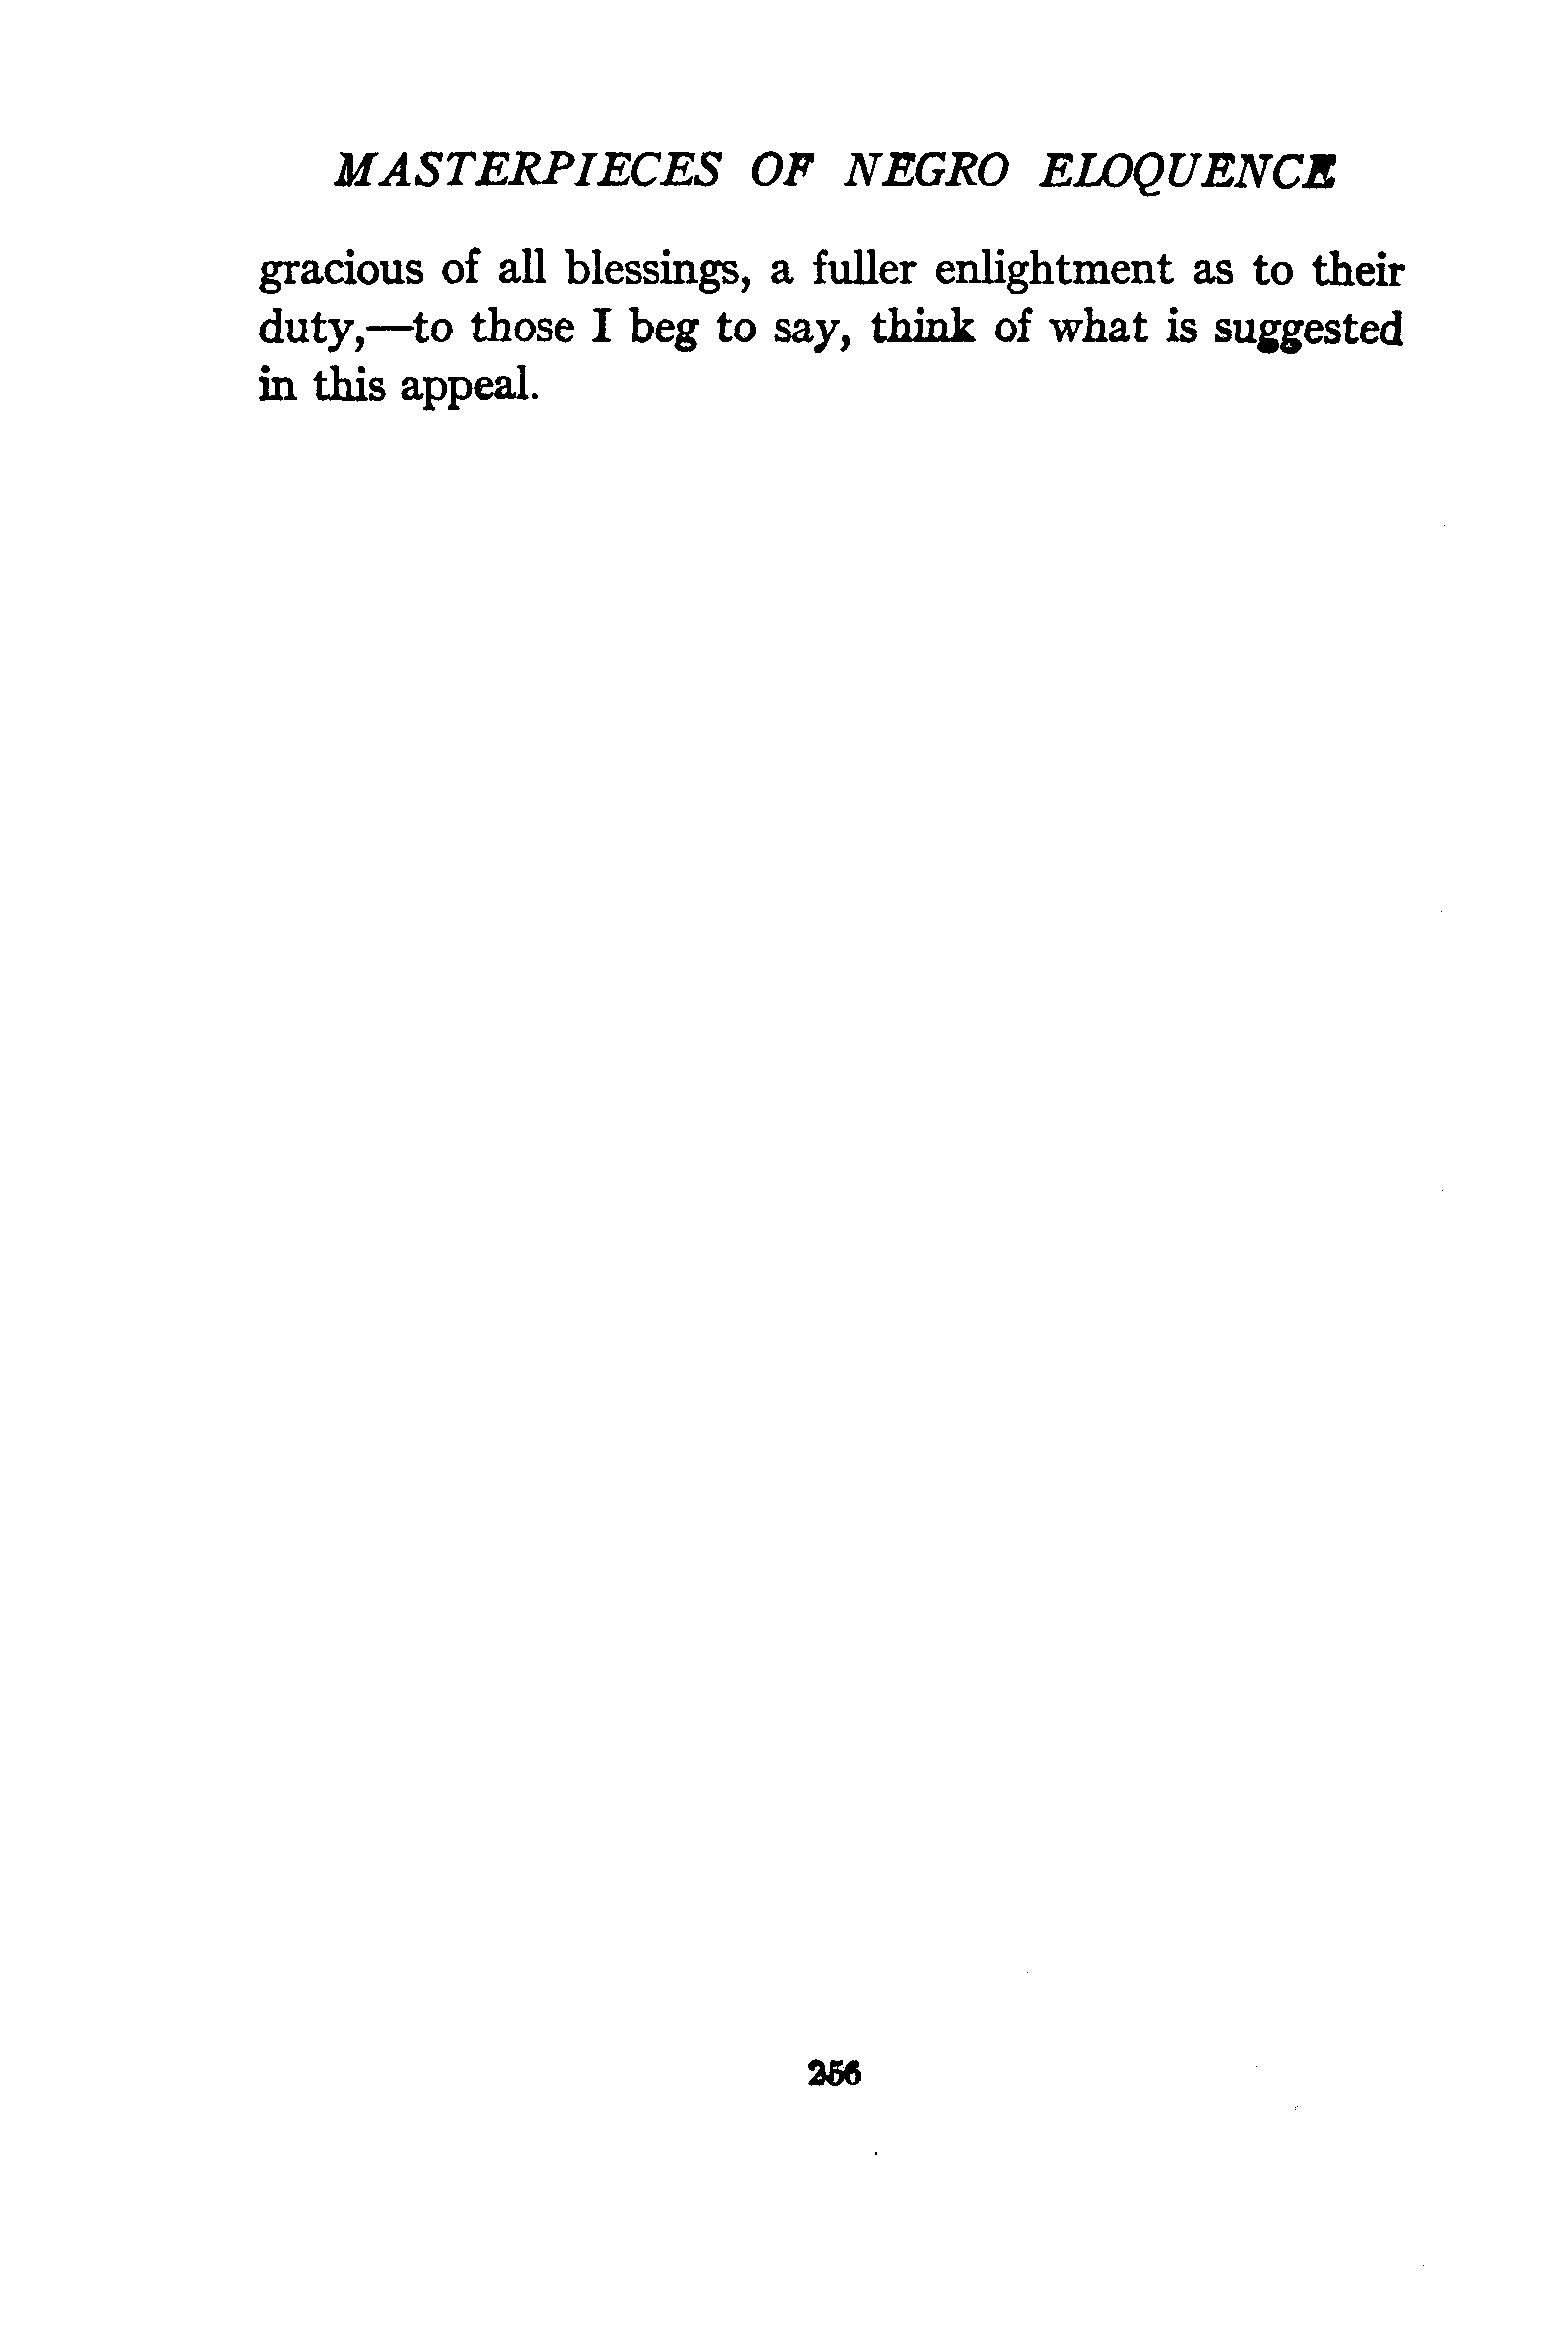 MASTERPIECES OF NEGRO ELOQUENCE
gracious of all blessings, a fuller enlightment as to their
duty,—to those I beg to say, think of what is suggested
in this appeal.
256